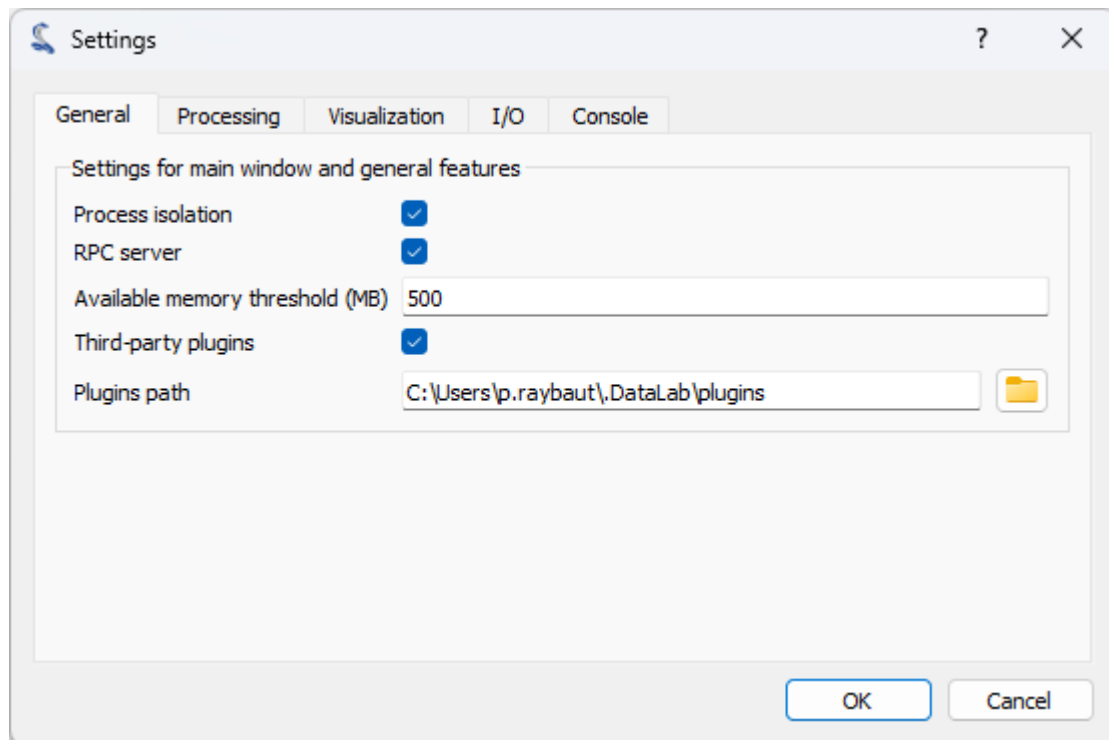 Settings
?
General Processing Visualization I/O Console
Settings for main window and general features
Process isolation
RPC server
Available memory threshold (MB) 500
Third-party plugins
Plugins path C:\Users\p.raybaut\.DataLab\plugins
OK Cancel